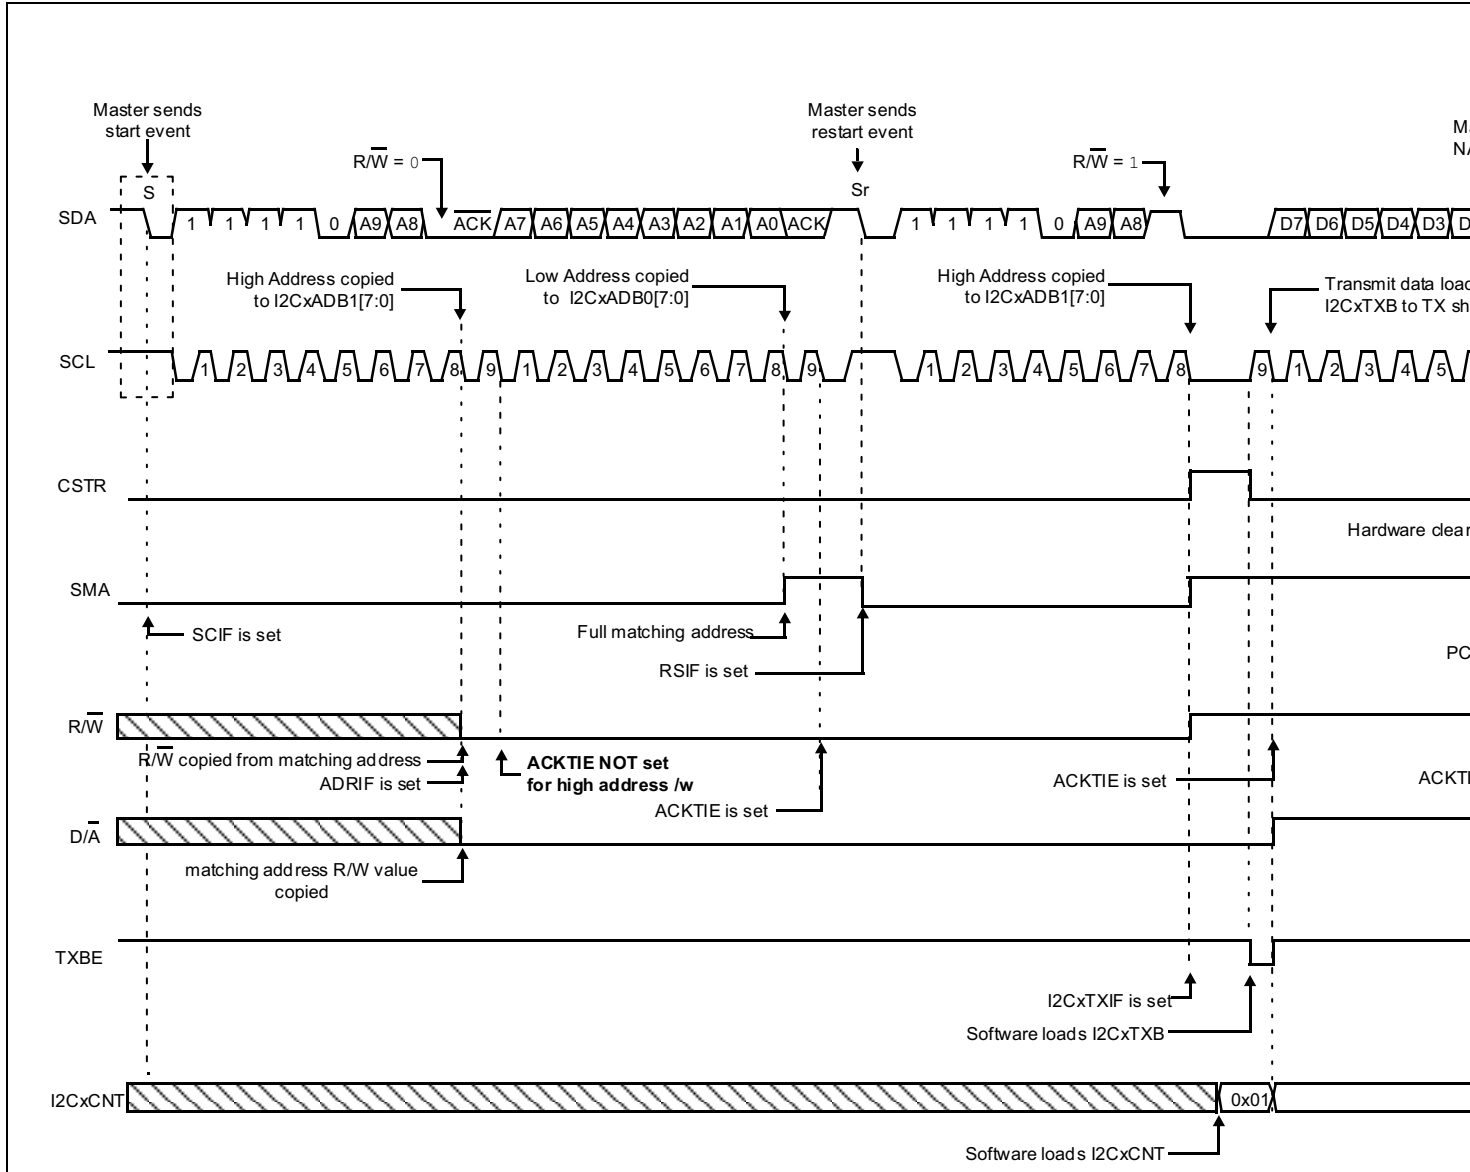 Master sends
start event
Master sends
restart event
R/W = 0
R/W = 1
S
Sr
SDA
1 1 1 1 0 A9 A8 ACK A7 A6 A5 A4 A3 A2 A1 A0 ACK 1 1 1 1 0 A9 A8 D7 D6 D5 D4 D3 D
High Address copied
to I2CxADB1[7:0]
Low Address copied
to I2CxADB0[7:0]
High Address copied
to I2CxADB1[7:0]
Transmit data
I2CxTXB to TX
SCL
1 2 3 4 5 6 7 8 9 1 2 3 4 5 6 7 8 9 1 2 3 4 5 6 7 8 9 1 2 3 4 5
CSTR
Hardware
SMA
SCIF is set
Full matching address
RSIF is set
PC
R/W
R/W copied from matching address
ADRIF is set
ACKTIE NOT set
for high address /w
ACKTIE is set
ACKTIE is set
D/A
matching address R/W value
copied
TXBE
I2CxTXIF is set
Software loads I2CxTXB
I2CxCNT
0x01
Software loads I2CxCNT